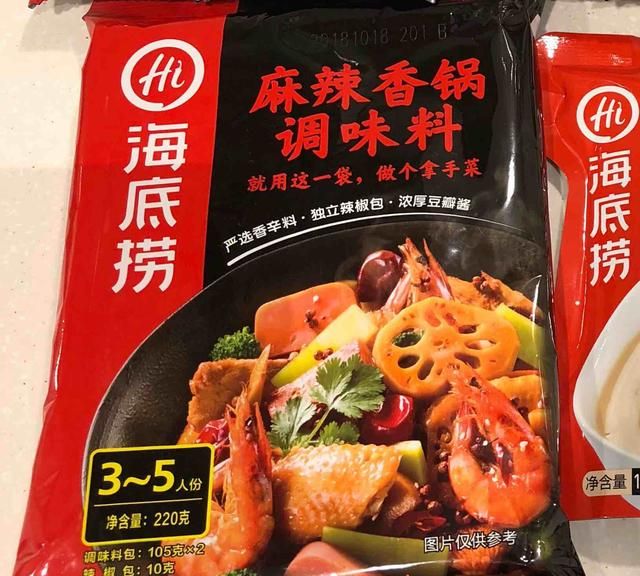 20181018 201 B
Hi
海底捞
麻辣香锅
调味料
就用这一袋，做个拿手菜
严选香辛料·独立辣椒包·浓厚豆瓣酱
3~5人份
净含量：220克
调味料包：105克×2
辣 椒 包：10克
图片仅供参考
Hi
海底捞
净含量